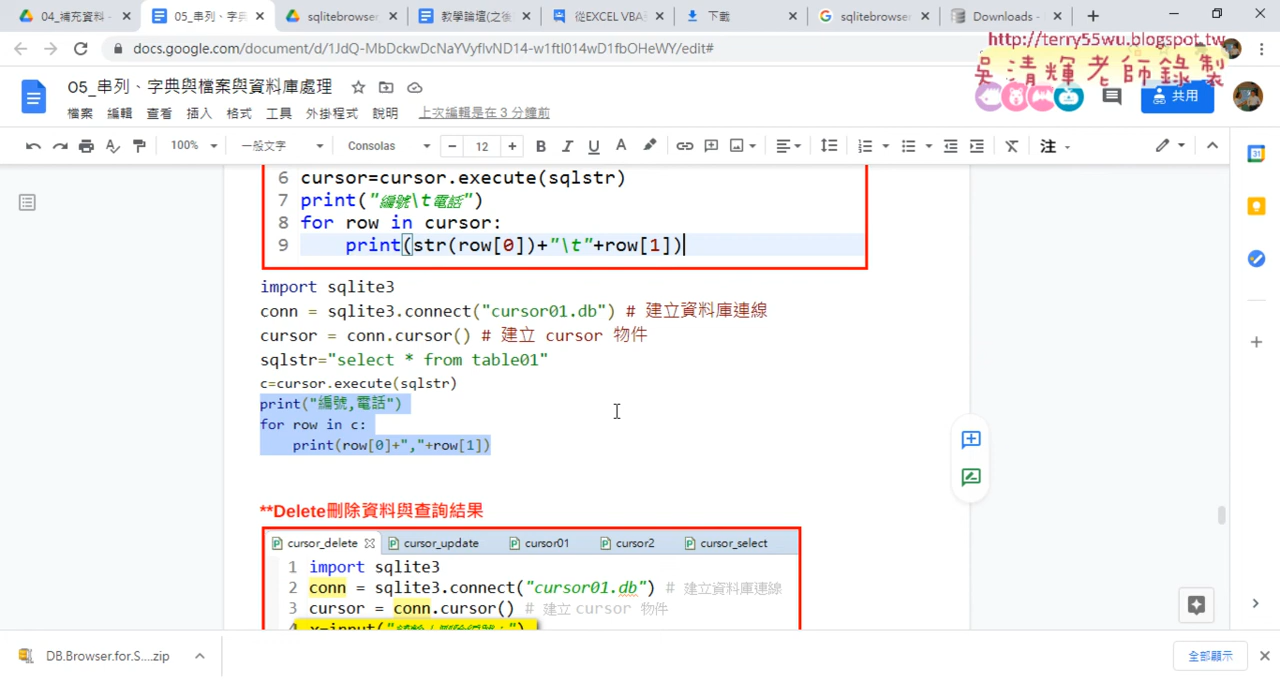 04_補充資料 -
05_串列、字典
sqlitebrowser
教學論壇(之後
從EXCEL VBA
下載
sqlitebrowser
Downloads -
docs.google.com/document/d/1JdQ-MbDckwDcNaYVyfIvND14-w1ftI014wD1fbOHeWY/edit#
http://terry55wu.blogspot.tw
吳清輝老師錄製
05_串列、字典與檔案與資料庫處理
共用
檔案 編輯 查看 插入 格式 工具 外掛程式 說明 上次編輯是在 3 分鐘前
100% 一般文字 Consolas 12 B I U A 注
6 cursor=cursor.execute(sqlstr)
7 print("編號\t電話")
8 for row in cursor:
9 print(str(row[0])+"\t"+row[1])
import sqlite3
conn = sqlite3.connect("cursor01.db") # 建立資料庫連線
cursor = conn.cursor() # 建立 cursor 物件
sqlstr="select * from table01"
c=cursor.execute(sqlstr)
print("編號,電話")
for row in c:
print(row[0]+","+row[1])
**Delete刪除資料與查詢結果
cursor_delete cursor_update cursor01 cursor2 cursor_select
1 import sqlite3
2 conn = sqlite3.connect("cursor01.db") # 建立資料庫連線
3 cursor = conn.cursor() # 建立 cursor 物件
DB.Browser.for.S....zip
全部顯示